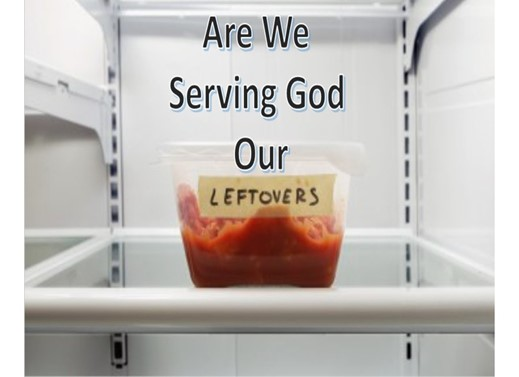 Are We
Serving God
Our
LEFTOVERS